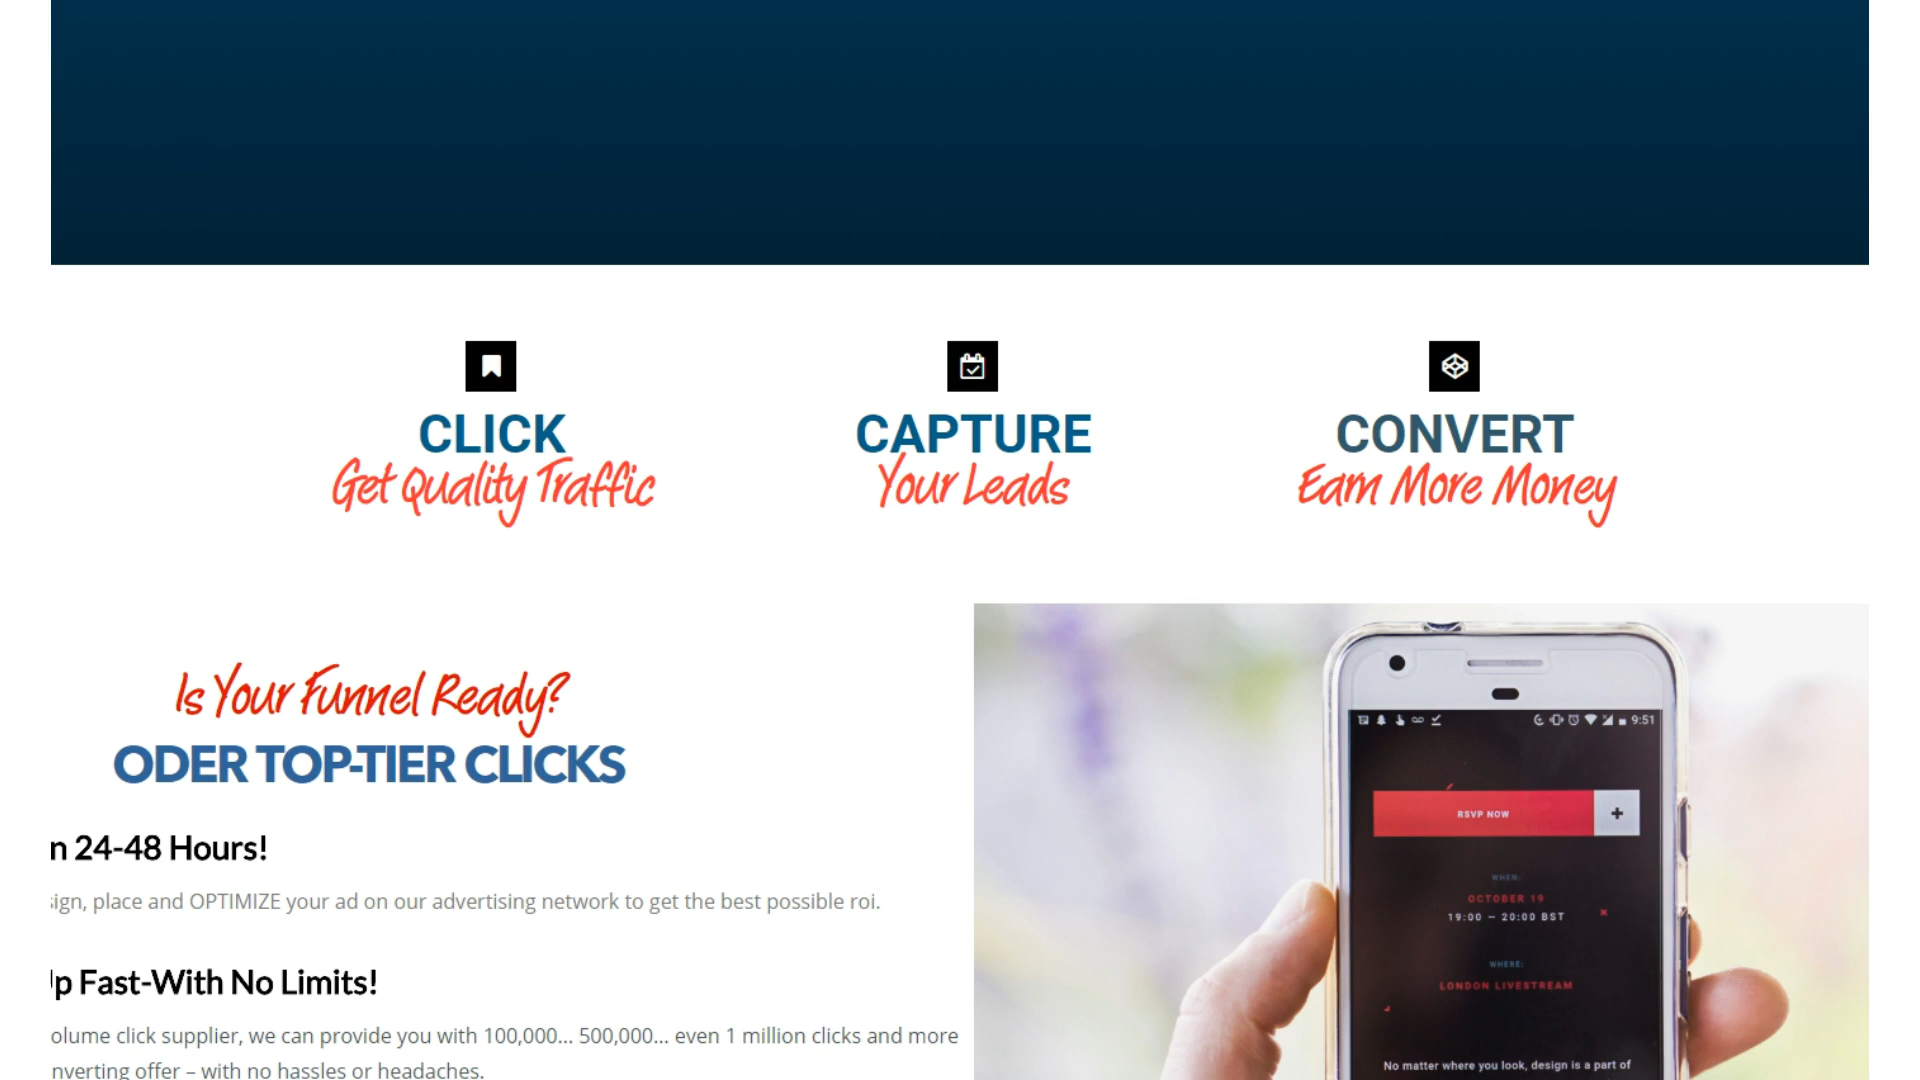 CLICK
Get Quality Traffic
CAPTURE
Your Leads
CONVERT
Earn More Money
Is Your Funnel Ready?
ODER TOP-TIER CLICKS
n 24-48 Hours!
ign, place and OPTIMIZE your ad on our advertising network to get the best possible roi.
p Fast-With No Limits!
olume click supplier, we can provide you with 100,000... 500,000... even 1 million clicks and more
nverting offer – with no hassles or headaches.
9:51
RSVP NOW
+
WHEN:
OCTOBER 19
19:00 – 20:00 BST
WHERE:
LONDON LIVESTREAM
No matter where you look, design is a part of